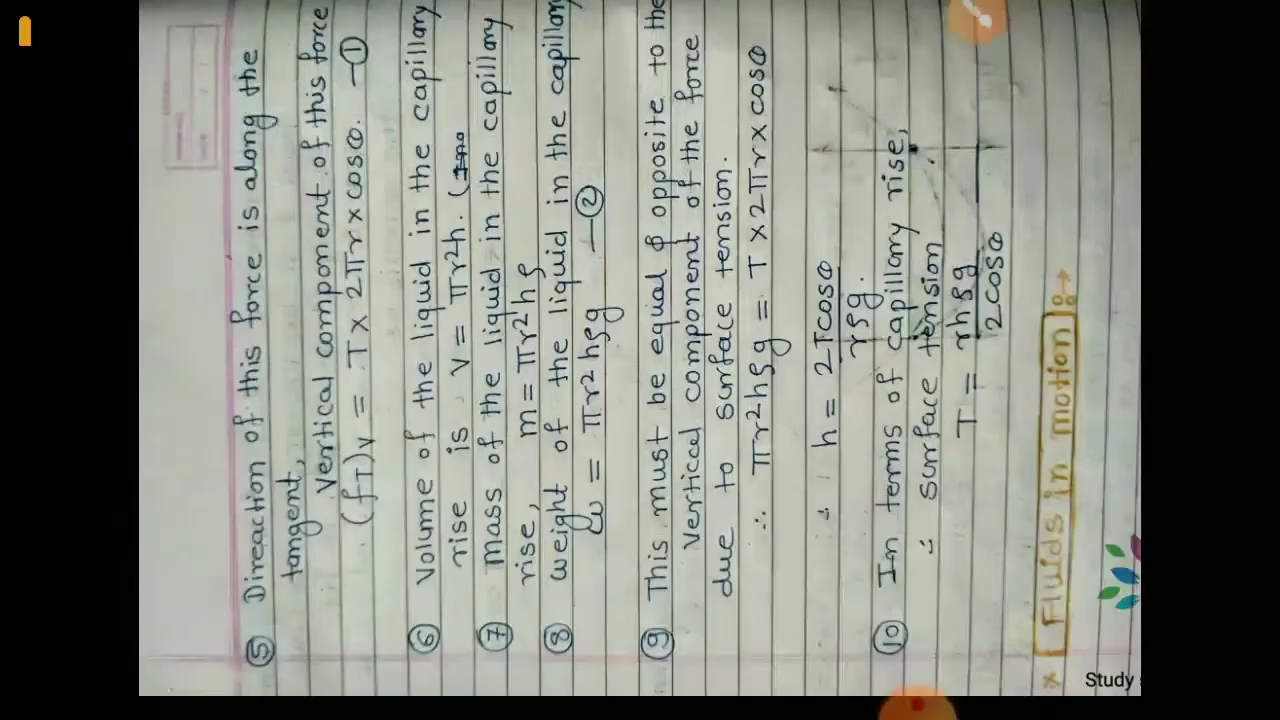 ⑤ Direaction of this force is along the
tangent,
Vertical component of this force
(fT)v = T x 2πr x cosθ. —①
⑥ Volume of the liquid in the capillary
rise is v = πr²h. (
⑦ mass of the liquid in the capillary
rise, m = πr²hρ
⑧ weight of the liquid in the capillary
w = πr²hρg —②
⑨ This must be equal & opposite to the
vertical component of the force
due to surface tension.
∴ πr²hρg = T x 2πr x cosθ
∴ h = 2Tcosθ
rρg.
⑩ In terms of capillary rise,
∴ surface tension
T = rhρg
2cosθ
* Fluids in motion :→
Study